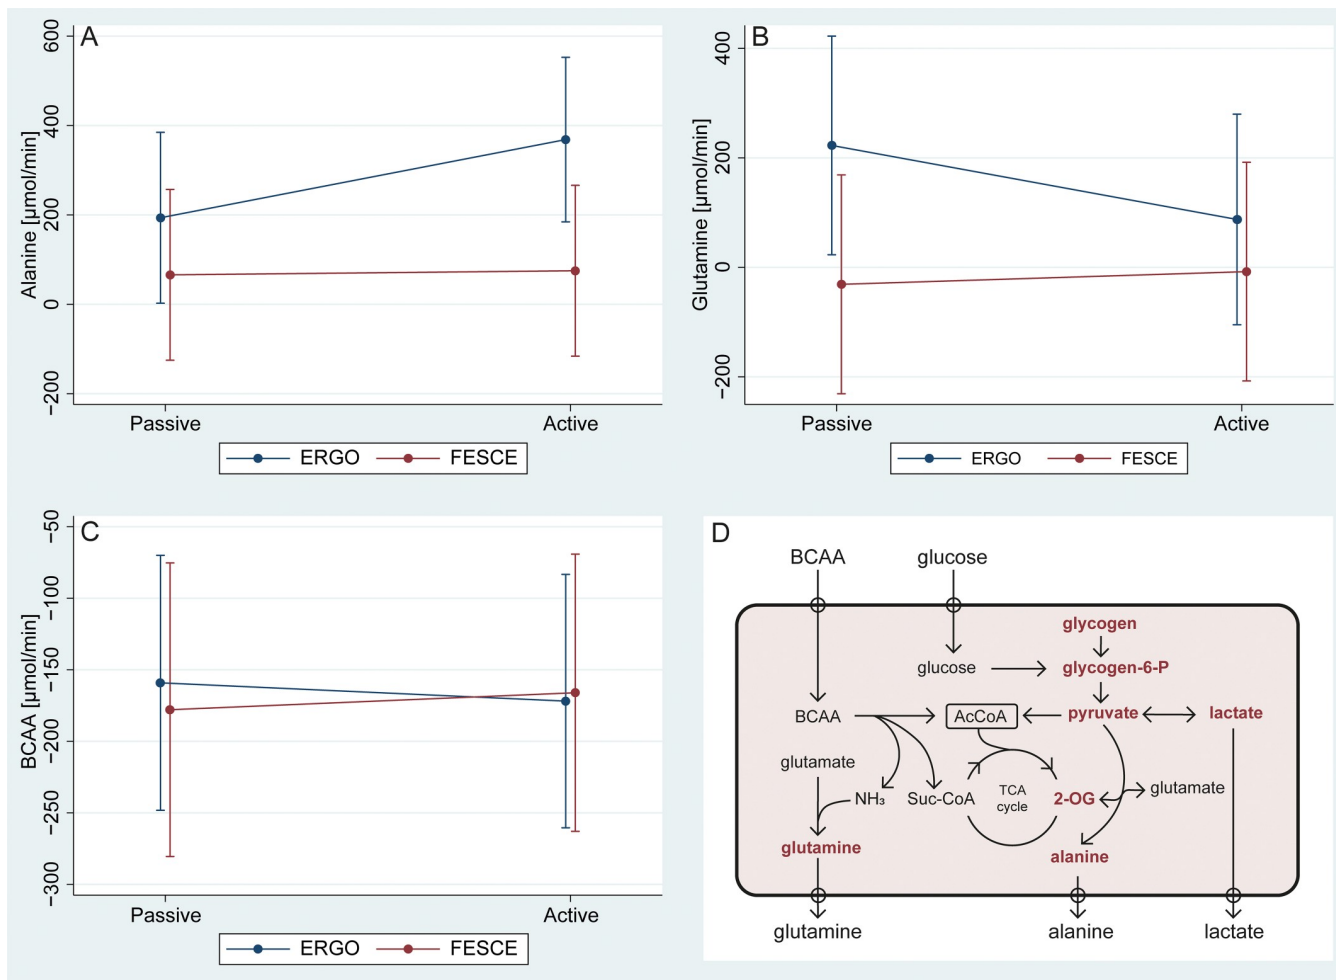 A
Alanine [µmol/min]
600
400
200
0
−200
Passive
Active
ERGO
FESCE
B
Glutamine [µmol/min]
400
200
0
−200
Passive
Active
ERGO
FESCE
C
BCAA [µmol/min]
−50
−100
−150
−200
−250
−300
Passive
Active
ERGO
FESCE
D
BCAA
glucose
glycogen
glucose
glycogen-6-P
BCAA
AcCoA
pyruvate
lactate
glutamate
NH₃
Suc-CoA
TCA
cycle
2-OG
glutamate
glutamine
alanine
glutamine
alanine
lactate